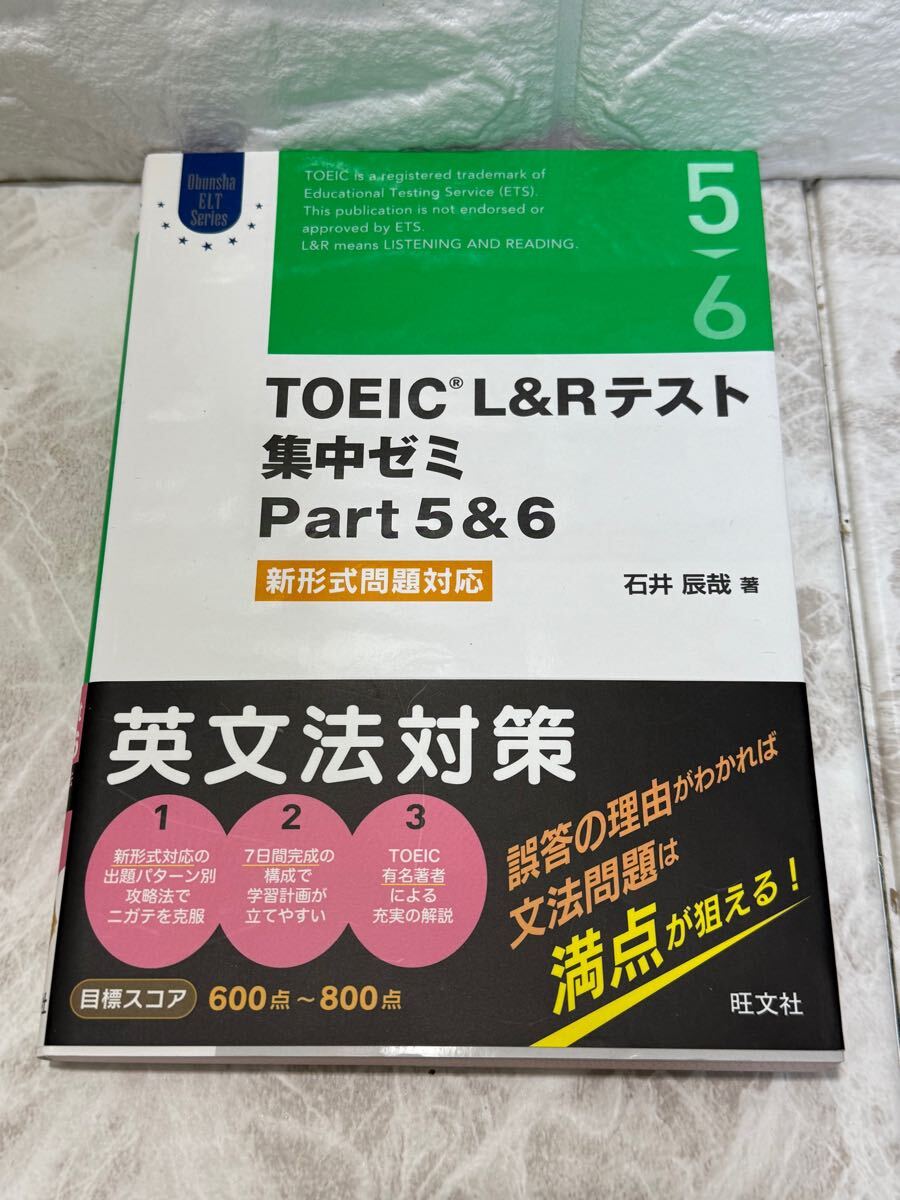 Obunsha
ELT
Series
TOEIC is a registered trademark of
Educational Testing Service (ETS).
This publication is not endorsed or
approved by ETS.
L&R means LISTENING AND READING.
5
6
TOEIC® L&Rテスト
集中ゼミ
Part 5&6
新形式問題対応
石井 辰哉 著
英文法対策
1
新形式対応の
出題パターン別
攻略法で
ニガテを克服
2
7日間完成の
構成で
学習計画が
立てやすい
3
TOEIC
有名著者
による
充実の解説
誤答の理由がわかれば
文法問題は
満点が狙える!
目標スコア 600点~800点
旺文社